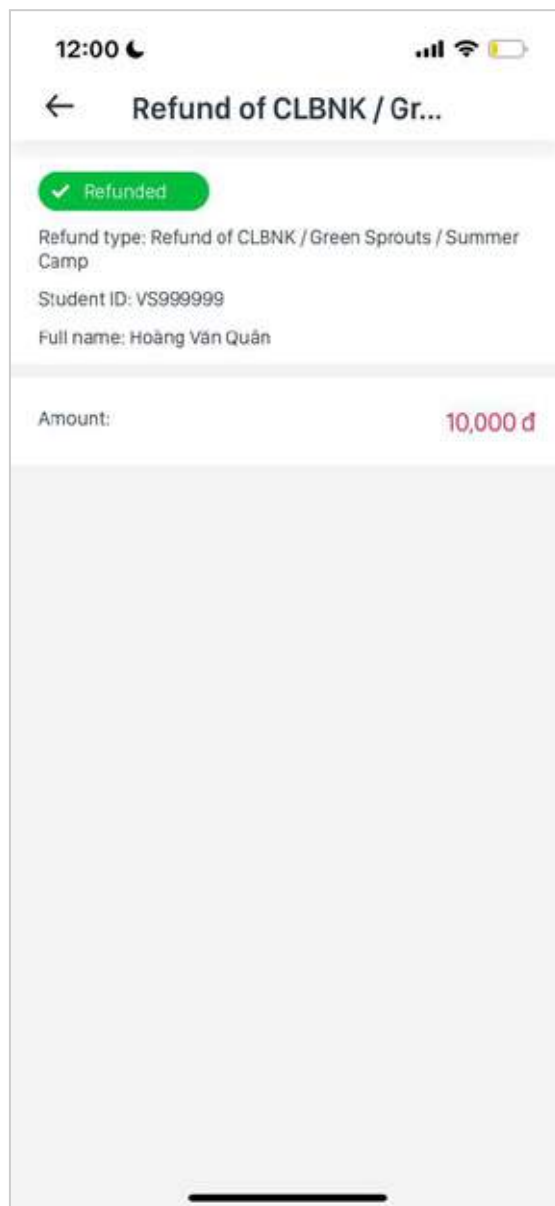 12:00
Refund of CLBNK / Gr...
Refunded
Refund type: Refund of CLBNK / Green Sprouts / Summer
Camp
Student ID: VS999999
Full name: Hoàng Văn Quân
Amount:
10,000 đ